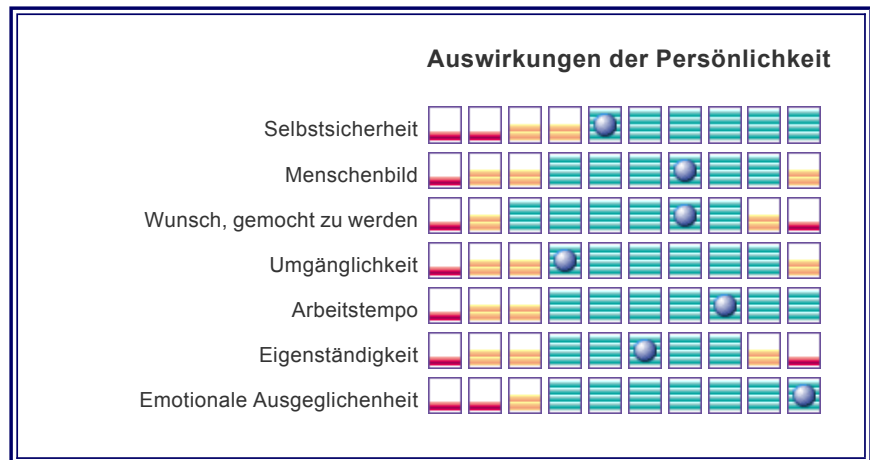 Auswirkungen der Persönlichkeit
Selbstsicherheit
Menschenbild
Wunsch, gemocht zu werden
Umgänglichkeit
Arbeitstempo
Eigenständigkeit
Emotionale Ausgeglichenheit